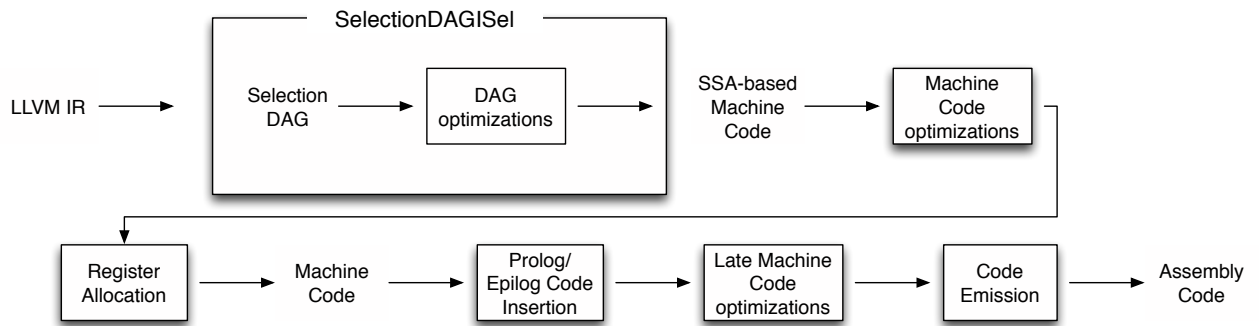 SelectionDAGISel
LLVM IR
Selection
DAG
DAG
optimizations
SSA-based
Machine
Code
Machine
Code
optimizations
Register
Allocation
Machine
Code
Prolog/
Epilog Code
Insertion
Late Machine
Code
optimizations
Code
Emission
Assembly
Code